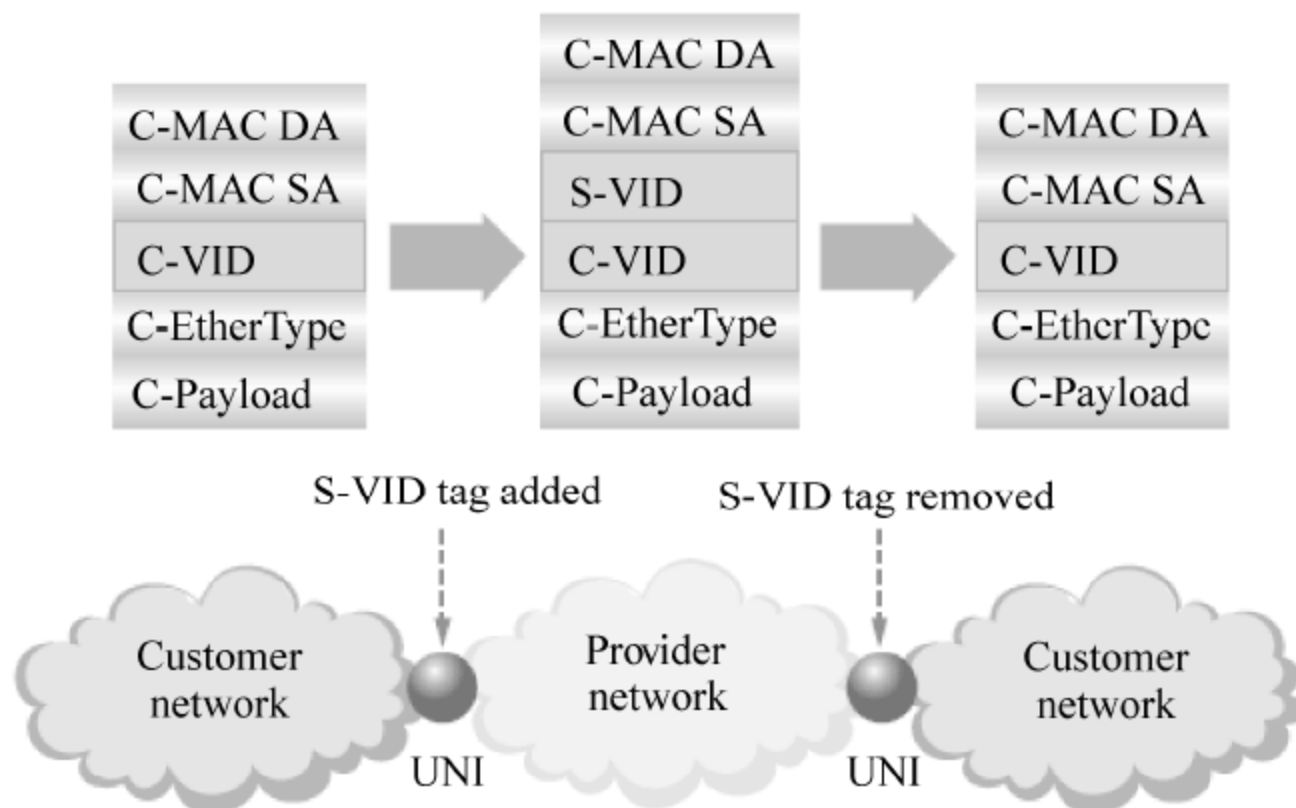 C-MAC DA
C-MAC SA
C-VID
C-EtherType
C-Payload
C-MAC DA
C-MAC SA
S-VID
C-VID
C-EtherType
C-Payload
C-MAC DA
C-MAC SA
C-VID
C-EtherType
C-Payload
S-VID tag added
S-VID tag removed
Customer
network
Provider
network
Customer
network
UNI
UNI